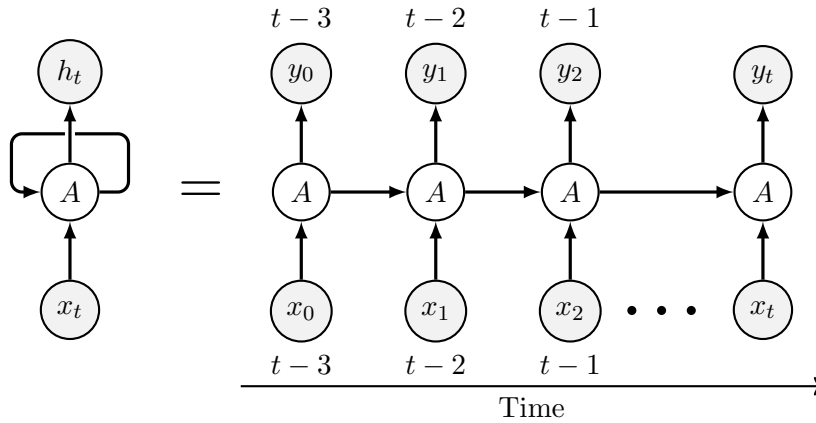 t − 3 t − 2 t − 1
h_t y_0 y_1 y_2 y_t
A = A A A A
x_t x_0 x_1 x_2 • • • x_t
t − 3 t − 2 t − 1
Time